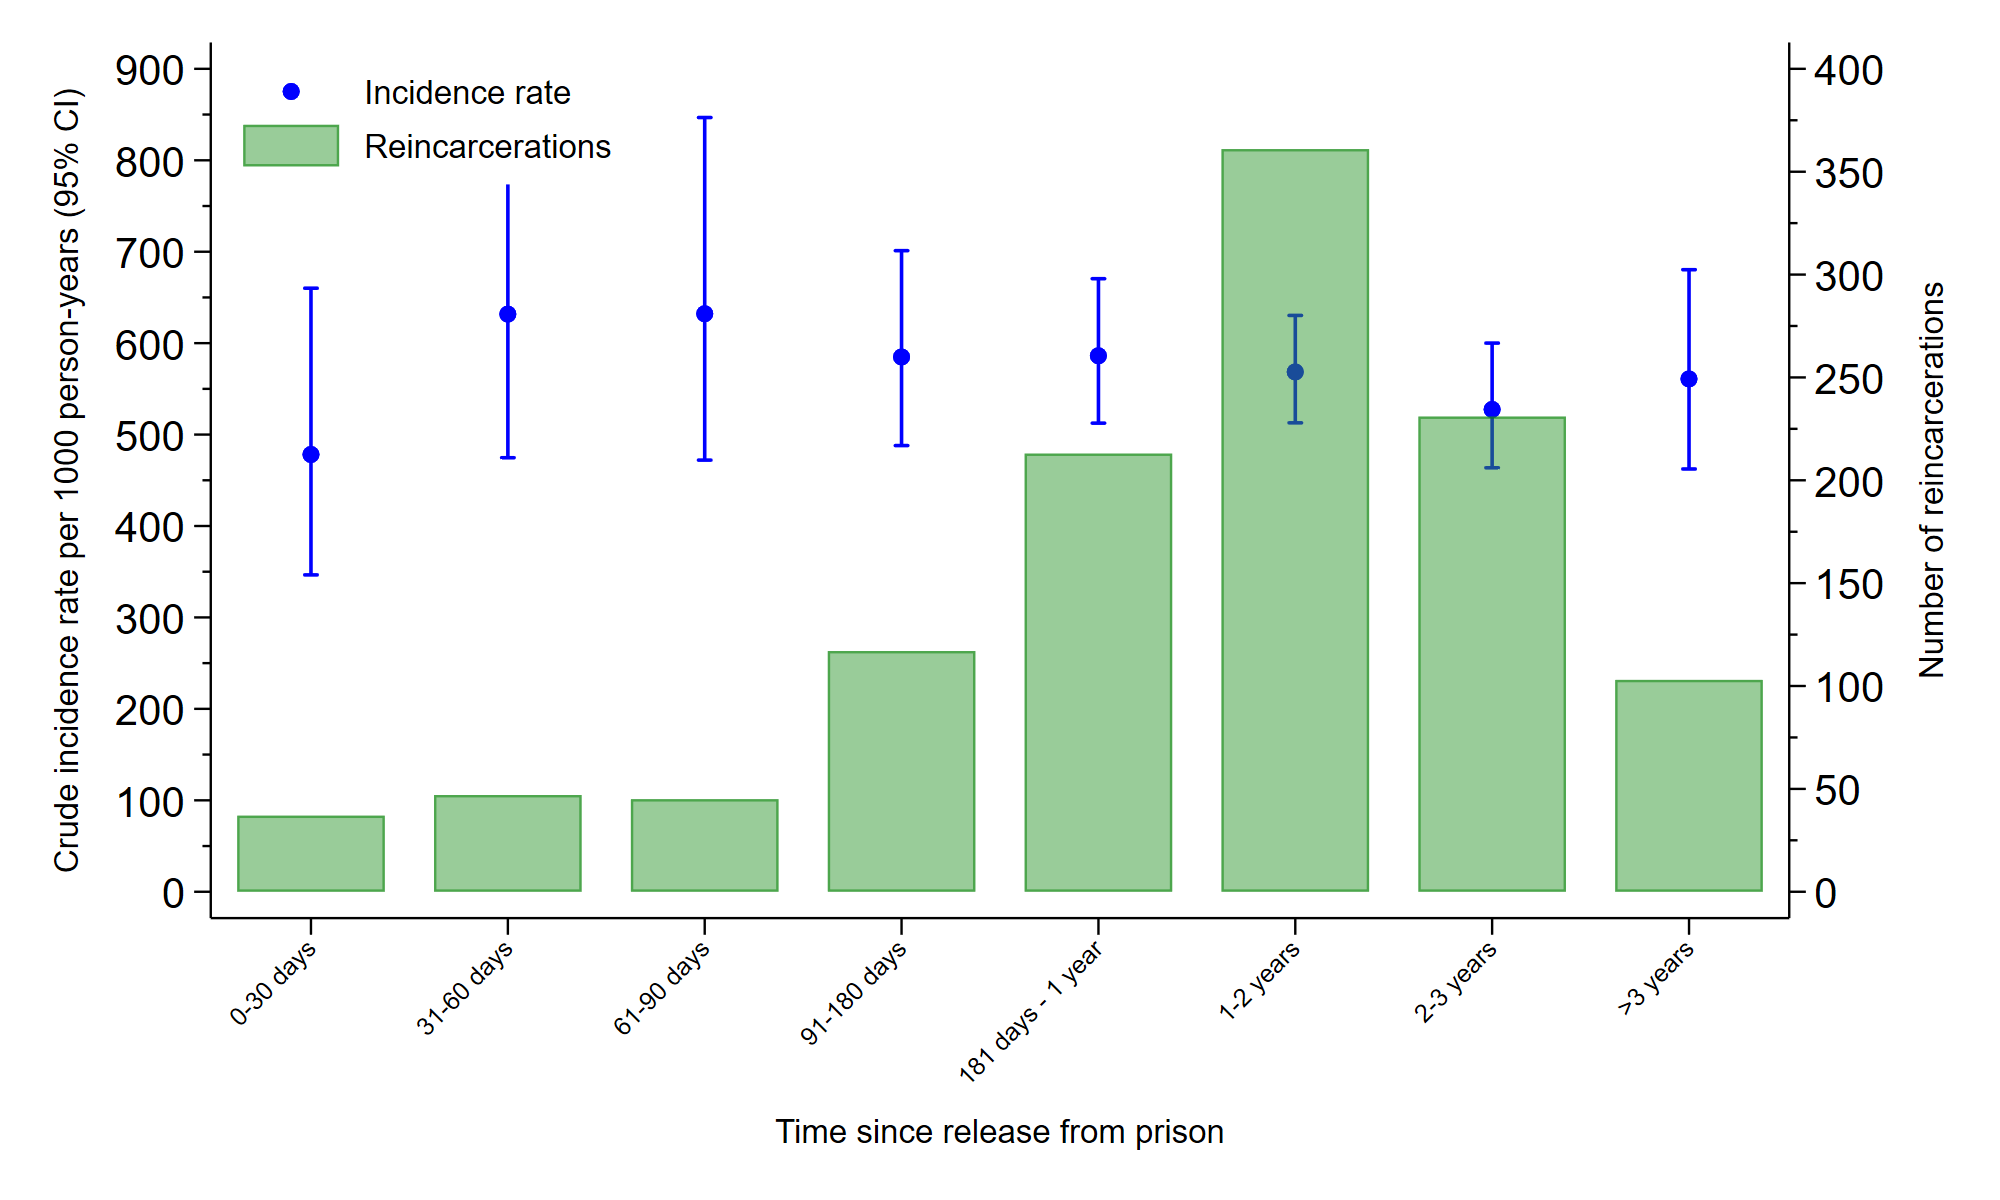 Crude incidence rate per 1000 person-years (95% CI)
900
800
700
600
500
400
300
200
100
0
Incidence rate
Reincarcerations
400
350
300
250
200
150
100
50
0
Number of reincarcerations
0-30 days
31-60 days
61-90 days
91-180 days
181 days - 1 year
1-2 years
2-3 years
>3 years
Time since release from prison